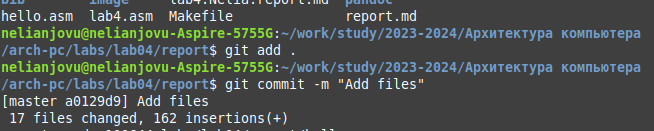 bib        image     lab4.Nelia.report.md  pandoc
hello.asm  lab4.asm  Makefile              report.md
nelianjovu@nelianjovu-Aspire-5755G:~/work/study/2023-2024/Архитектура компьютера
/arch-pc/labs/lab04/report$ git add .
nelianjovu@nelianjovu-Aspire-5755G:~/work/study/2023-2024/Архитектура компьютера
/arch-pc/labs/lab04/report$ git commit -m "Add files"
[master a0129d9] Add files
 17 files changed, 162 insertions(+)